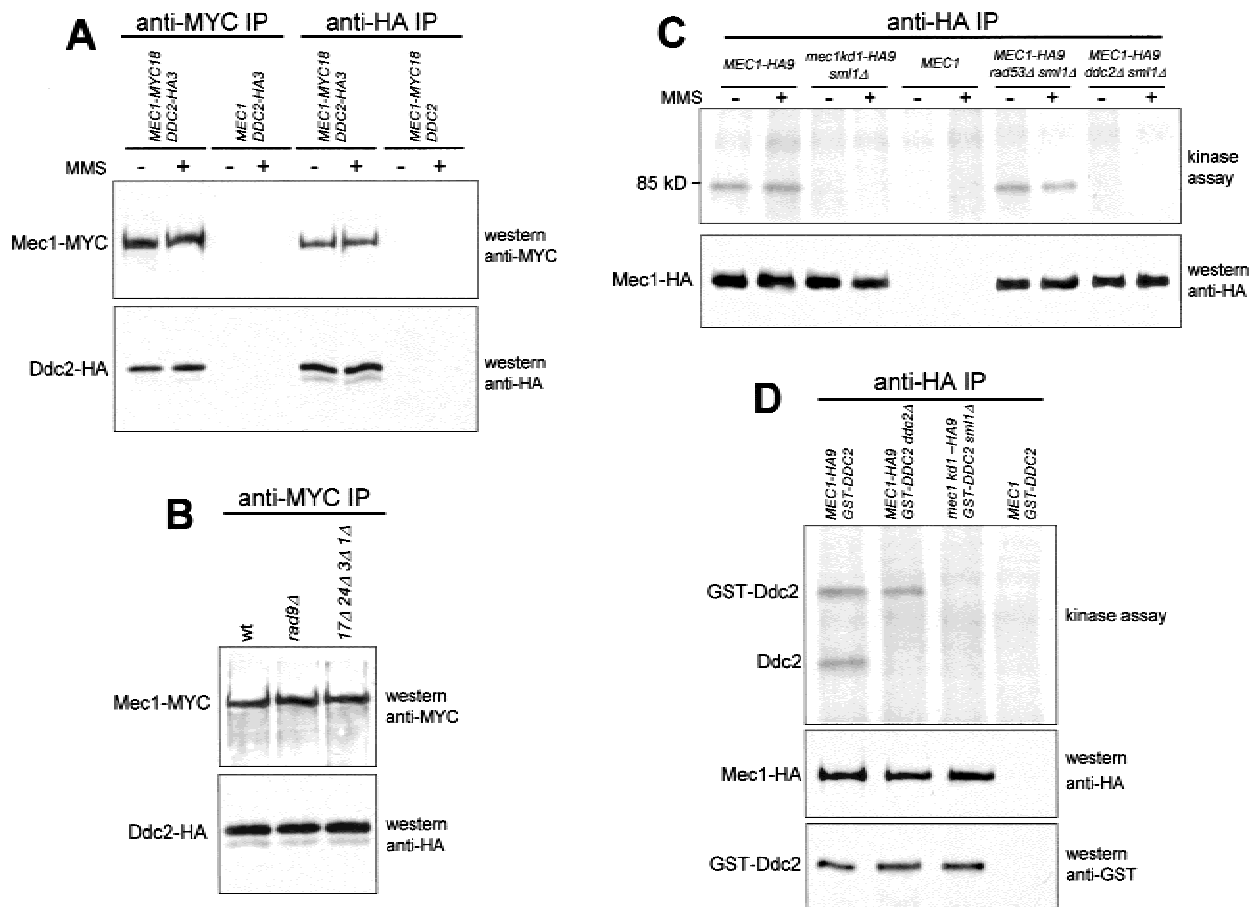 A
anti-MYC IP
anti-HA IP
MEC1-MYC18
DDC2-HA3
MEC1
DDC2-HA3
MEC1-MYC18
DDC2-HA3
MEC1-MYC18
DDC2
MMS - + - + - + - +
Mec1-MYC
western
anti-MYC
Ddc2-HA
western
anti-HA
B
anti-MYC IP
wt
rad9Δ
17Δ 24Δ 3Δ 1Δ
Mec1-MYC
western
anti-MYC
Ddc2-HA
western
anti-HA
C
anti-HA IP
MEC1-HA9
mec1kd1-HA9
sml1Δ
MEC1
MEC1-HA9
rad53Δ sml1Δ
MEC1-HA9
ddc2Δ sml1Δ
MMS - + - + - + - + - +
85 kD
kinase
assay
Mec1-HA
western
anti-HA
D
anti-HA IP
MEC1-HA9
GST-DDC2
MEC1-HA9
GST-DDC2 ddc2Δ
mec1 kd1-HA9
GST-DDC2 sml1Δ
MEC1
GST-DDC2
GST-Ddc2
Ddc2
kinase assay
Mec1-HA
western
anti-HA
GST-Ddc2
western
anti-GST